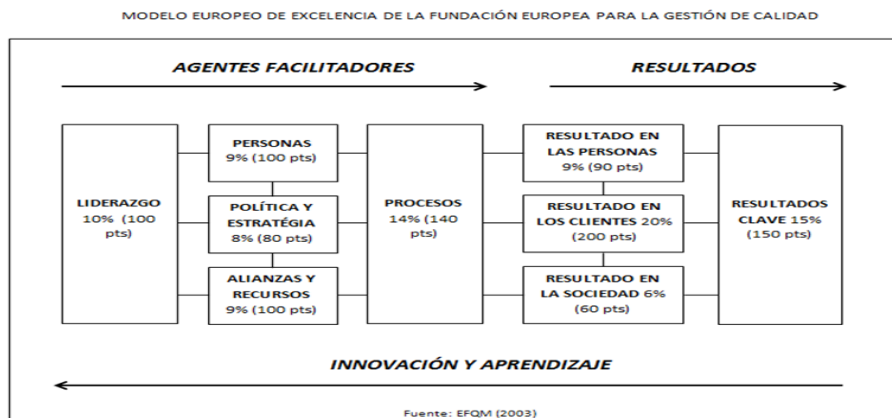 MODELO EUROPEO DE EXCELENCIA DE LA FUNDACIÓN EUROPEA PARA LA GESTIÓN DE CALIDAD
AGENTES FACILITADORES
RESULTADOS
LIDERAZGO
10% (100
pts)
PERSONAS
9% (100 pts)
POLÍTICA Y
ESTRATÉGIA
8% (80 pts)
ALIANZAS Y
RECURSOS
9% (100 pts)
PROCESOS
14% (140
pts)
RESULTADO EN
LAS PERSONAS
9% (90 pts)
RESULTADO EN
LOS CLIENTES 20%
(200 pts)
RESULTADO EN
LA SOCIEDAD 6%
(60 pts)
RESULTADOS
CLAVE 15%
(150 pts)
INNOVACIÓN Y APRENDIZAJE
Fuente: EFQM (2003)